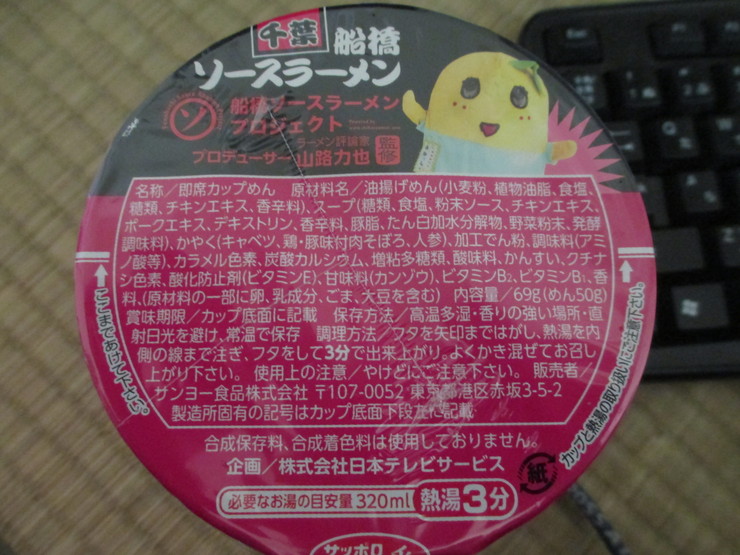 千葉 船橋
ソースラーメン
船橋ソースラーメン
プロジェクト
ラーメン評論家
プロデューサー山路力也 監修
名称/即席カップめん 原材料名/油揚げめん(小麦粉、植物油脂、食塩、
糖類、チキンエキス、香辛料)、スープ(糖類、食塩、粉末ソース、チキンエキス、
ポークエキス、デキストリン、香辛料、豚脂、たん白加水分解物、野菜粉末、発酵
調味料)、かやく(キャベツ、鶏・豚味付肉そぼろ、人参)、加工でん粉、調味料(アミ
ノ酸等)、カラメル色素、炭酸カルシウム、増粘多糖類、酸味料、かんすい、クチナ
シ色素、酸化防止剤(ビタミンE)、甘味料(カンゾウ)、ビタミンB₂、ビタミンB₁、香
料、(原材料の一部に卵、乳成分、ごま、大豆を含む) 内容量/69g(めん50g)
賞味期限/カップ底面に記載 保存方法/高温多湿・香りの強い場所・直
射日光を避け、常温で保存 調理方法/フタを矢印まではがし、熱湯を内
側の線まで注ぎ、フタをして3分で出来上がり。よくかき混ぜてお召し
上がり下さい。 使用上の注意/やけどにご注意下さい。 販売者/
サンヨー食品株式会社 〒107-0052 東京都港区赤坂3-5-2
製造所固有の記号はカップ底面下段左に記載
ここまであけて下さい。
カップと熱湯の取り扱いにご注意下さい。
合成保存料、合成着色料は使用しておりません。
企画/株式会社日本テレビサービス
紙
必要なお湯の目安量320ml 熱湯3分
サッポロ
Esc